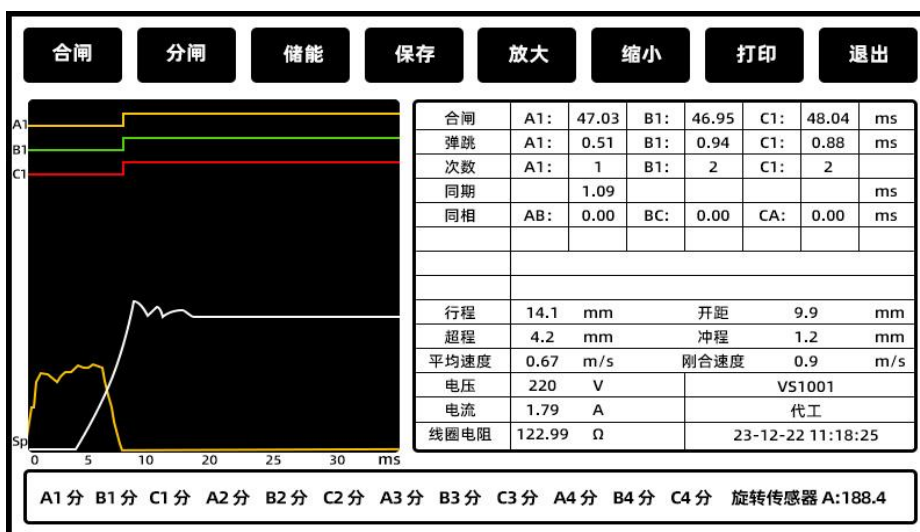 合闸 分闸 储能 保存 放大 缩小 打印 退出
A1
B1
C1
Sp
0 5 10 20 25 30 ms
合闸 A1: 47.03 B1: 46.95 C1: 48.04 ms
弹跳 A1: 0.51 B1: 0.94 C1: 0.88 ms
次数 A1: 1 B1: 2 C1: 2
同期 1.09 ms
同相 AB: 0.00 BC: 0.00 CA: 0.00 ms
行程 14.1 mm 开距 9.9 mm
超程 4.2 mm 冲程 1.2 mm
平均速度 0.67 m/s 刚合速度 0.9 m/s
电压 220 V VS1001
电流 1.79 A 代工
线圈电阻 122.99 Ω 23-12-22 11:18:25
A1分 B1分 C1分 A2分 B2分 C2分 A3分 B3分 C3分 A4分 B4分 C4分 旋转传感器A:188.4